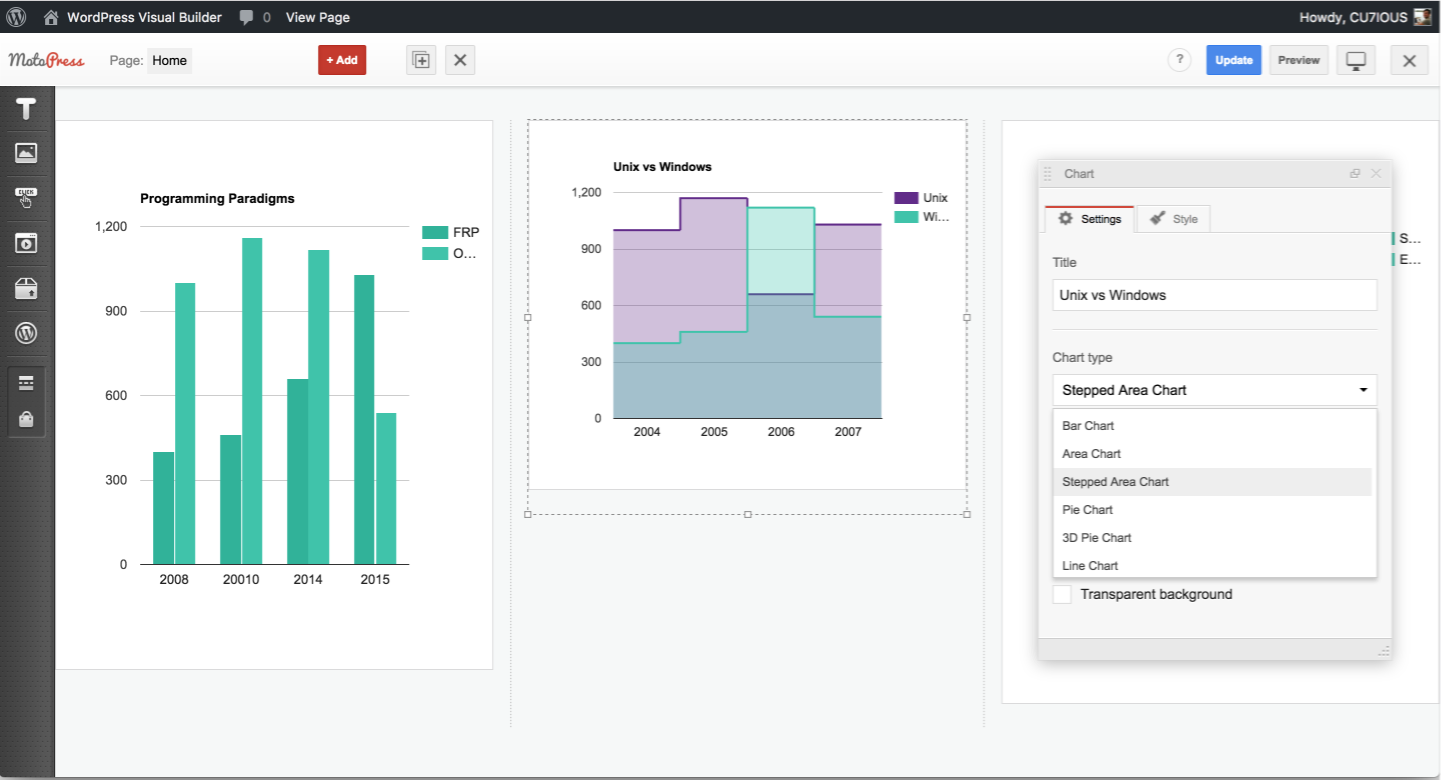 WordPress Visual Builder 0 View Page Howdy, CU7IOUS
MotoPress Page: Home + Add ? Update Preview
T
CLICK
Programming Paradigms
1,200
900
600
300
0
2008 20010 2014 2015
FRP
O...
Unix vs Windows
1,200
900
600
300
0
2004 2005 2006 2007
Unix
Wi...
Chart
Settings Style
Title
Unix vs Windows
Chart type
Stepped Area Chart
Bar Chart
Area Chart
Stepped Area Chart
Pie Chart
3D Pie Chart
Line Chart
Transparent background
S...
E...